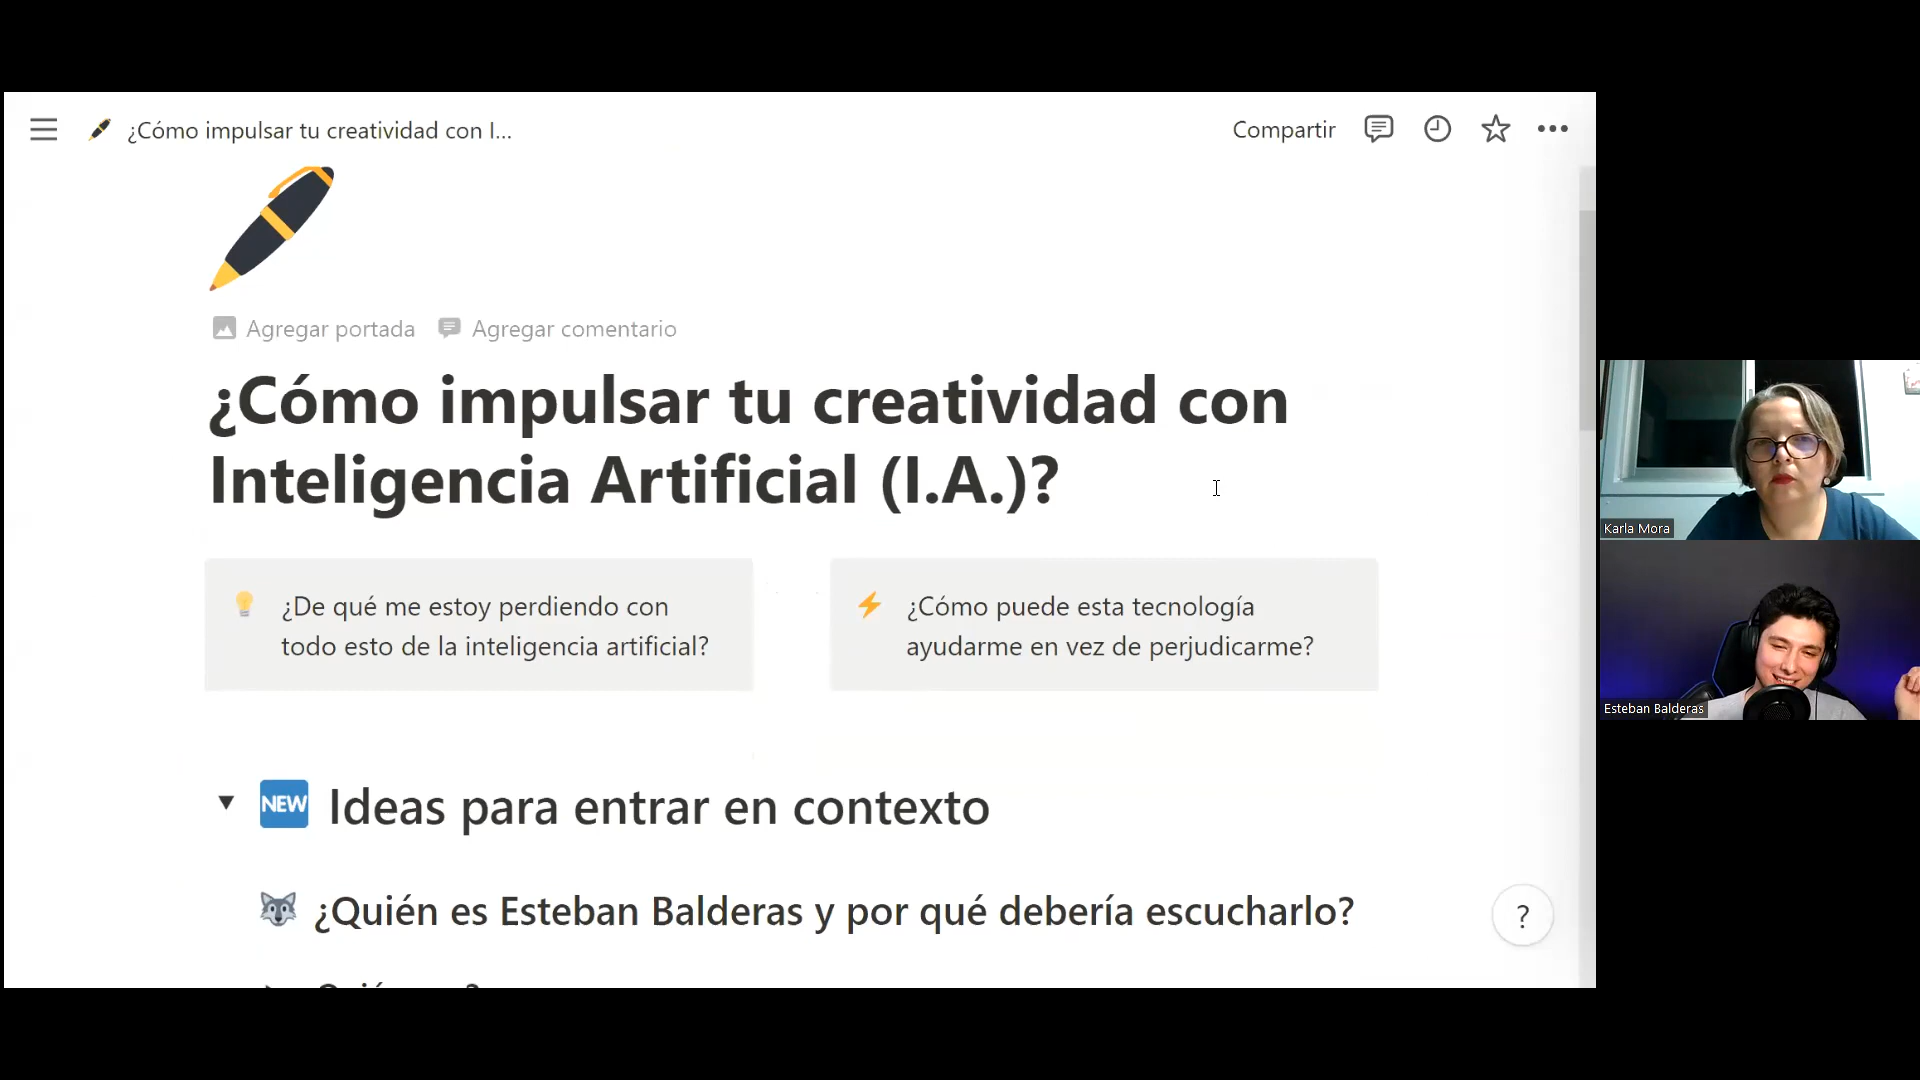 ¿Cómo impulsar tu creatividad con I...
Compartir
Agregar portada
Agregar comentario
¿Cómo impulsar tu creatividad con
Inteligencia Artificial (I.A.)?
¿De qué me estoy perdiendo con
todo esto de la inteligencia artificial?
¿Cómo puede esta tecnología
ayudarme en vez de perjudicarme?
NEW Ideas para entrar en contexto
¿Quién es Esteban Balderas y por qué debería escucharlo?
?
Karla Mora
Esteban Balderas